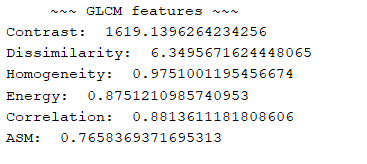 ~~~ GLCM features ~~~
Contrast:  1619.1396264234256
Dissimilarity:  6.3495671624448065
Homogeneity:  0.9751001195456674
Energy:  0.8751210985740953
Correlation:  0.8813611181808606
ASM:  0.7658369371695313